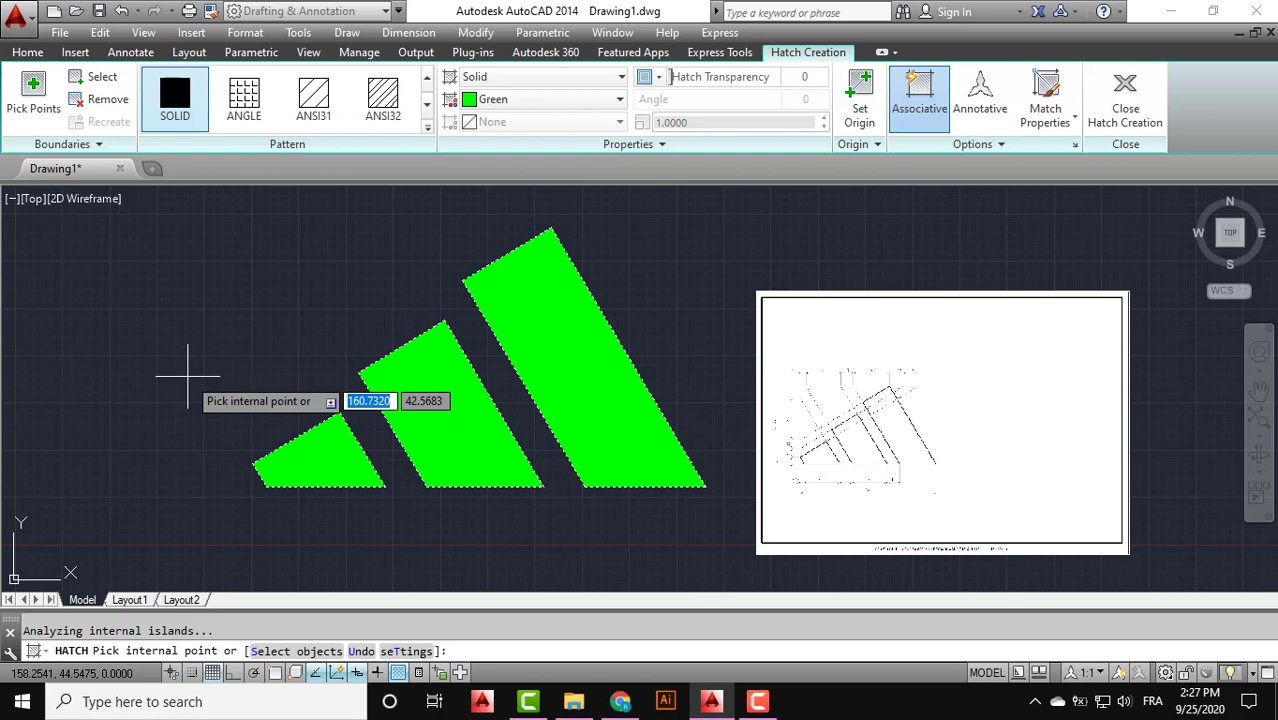 Drafting & Annotation
Autodesk AutoCAD 2014 Drawing1.dwg
Type a keyword or phrase
Sign In
File Edit View Insert Format Tools Draw Dimension Modify Parametric Window Help Express
Home Insert Annotate Layout Parametric View Manage Output Plug-ins Autodesk 360 Featured Apps Express Tools Hatch Creation
Pick Points
Select
Remove
Recreate
SOLID
ANGLE
ANSI31
ANSI32
Solid
Green
None
Hatch Transparency 0
Angle 0
1.0000
Set Origin
Associative
Annotative
Match Properties
Close Hatch Creation
Boundaries
Pattern
Properties
Origin
Options
Close
Drawing1*
[−][Top][2D Wireframe]
N
W TOP E
S
WCS
Pick internal point or 160.7320 42.5683
Y
X
Model Layout1 Layout2
Analyzing internal islands...
HATCH Pick internal point or [Select objects Undo seTtings]:
158.2541, 44.5475, 0.0000
MODEL
1:1
Type here to search
Ai
FRA
2:27 PM
9/25/2020